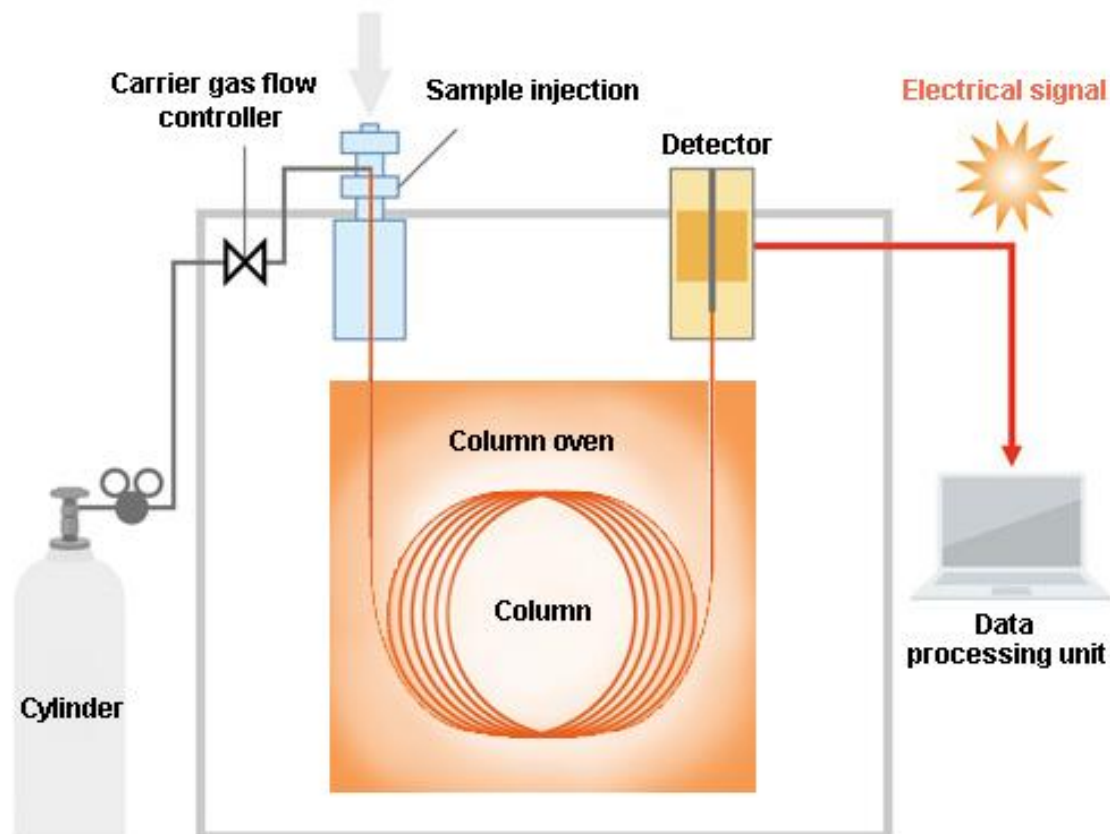 Carrier gas flow
controller
Sample injection
Electrical signal
Detector
Column oven
Column
Cylinder
Data
processing unit